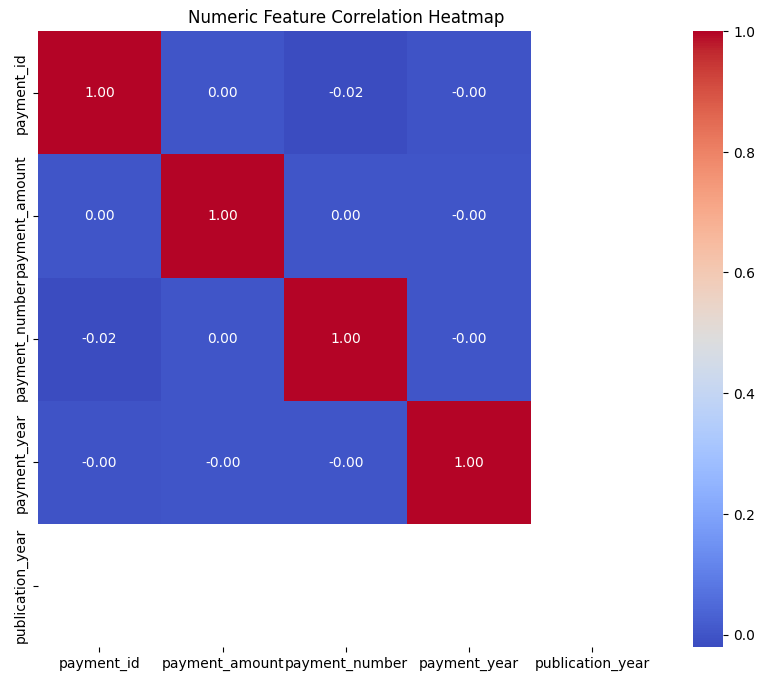 Numeric Feature Correlation Heatmap
payment_id
1.00 0.00 -0.02 -0.00
payment_amount
0.00 1.00 0.00 -0.00
payment_number
-0.02 0.00 1.00 -0.00
payment_year
-0.00 -0.00 -0.00 1.00
publication_year
payment_id payment_amount payment_number payment_year publication_year
1.0
0.8
0.6
0.4
0.2
0.0